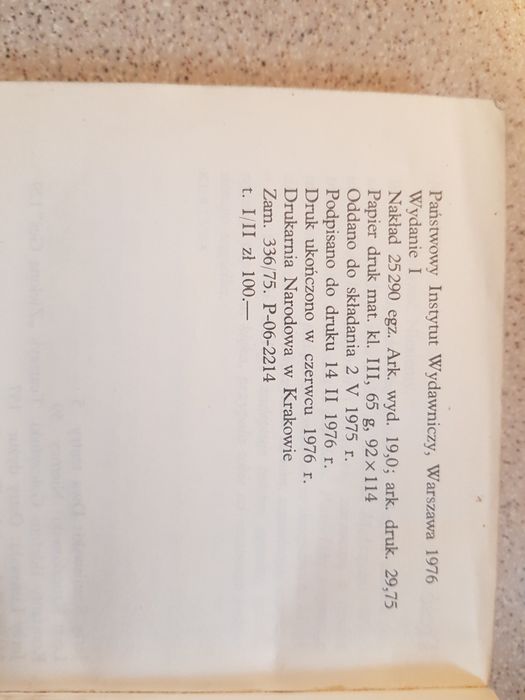 Państwowy Instytut Wydawniczy, Warszawa 1976
Wydanie I
Nakład 25290 egz. Ark. wyd. 19,0; ark. druk. 29,75
Papier druk mat. kl. III, 65 g, 92×114
Oddano do składania 2 V 1975 r.
Podpisano do druku 14 II 1976 r.
Druk ukończono w czerwcu 1976 r.
Drukarnia Narodowa w Krakowie
Zam. 336/75. P-06-2214
t. I/II zł 100.—